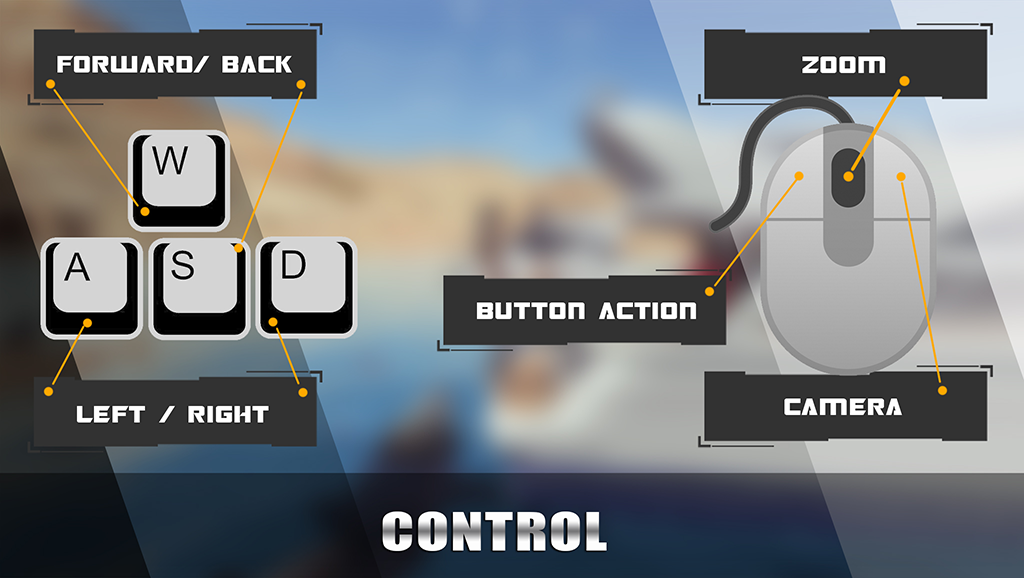 FORWARD/ BACK
ZOOM
W
A
S
D
BUTTON ACTION
LEFT / RIGHT
CAMERA
CONTROL